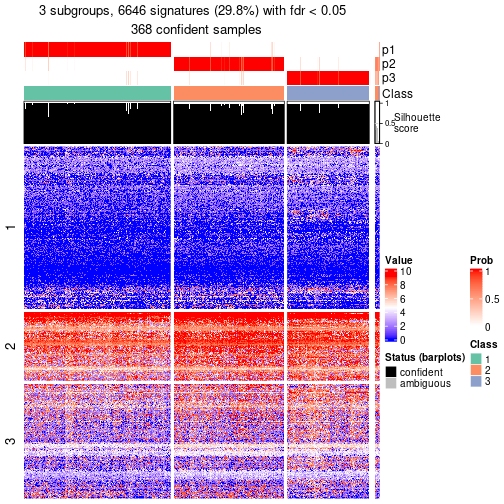 3 subgroups, 6646 signatures (29.8%) with fdr < 0.05
368 confident samples
p1
p2
p3
Class
1
0.5
0
Silhouette
score
1
2
3
Value
10
8
6
4
2
0
Prob
1
0.5
0
Status (barplots)
confident
ambiguous
Class
1
2
3